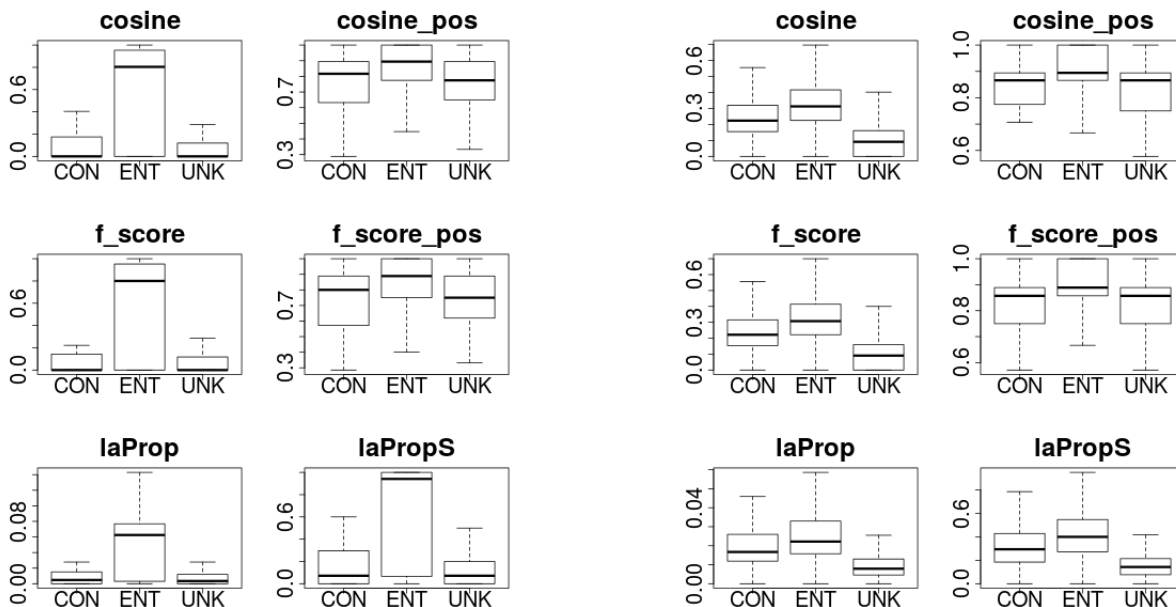 cosine cosine_pos cosine cosine_pos
0.0 0.6 0.3 0.7 0.0 0.3 0.6 0.6 0.8 1.0
CON ENT UNK CON ENT UNK CON ENT UNK CON ENT UNK
f_score f_score_pos f_score f_score_pos
0.0 0.6 0.3 0.7 0.0 0.3 0.6 0.6 0.8 1.0
CON ENT UNK CON ENT UNK CON ENT UNK CON ENT UNK
laProp laPropS laProp laPropS
0.00 0.08 0.0 0.6 0.00 0.04 0.0 0.6
CON ENT UNK CON ENT UNK CON ENT UNK CON ENT UNK